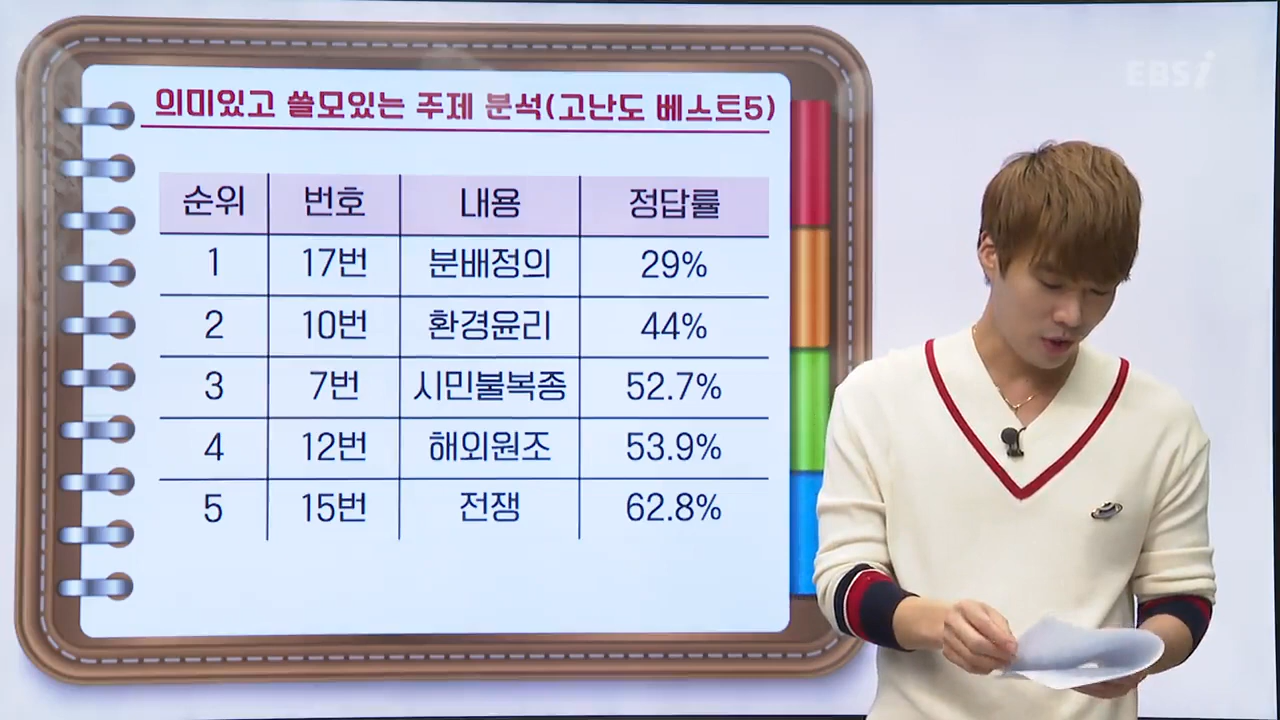 의미있고 쓸모있는 주제 분석(고난도 베스트5)
EBSi
순위 번호 내용 정답률
1 17번 분배정의 29%
2 10번 환경윤리 44%
3 7번 시민불복종 52.7%
4 12번 해외원조 53.9%
5 15번 전쟁 62.8%